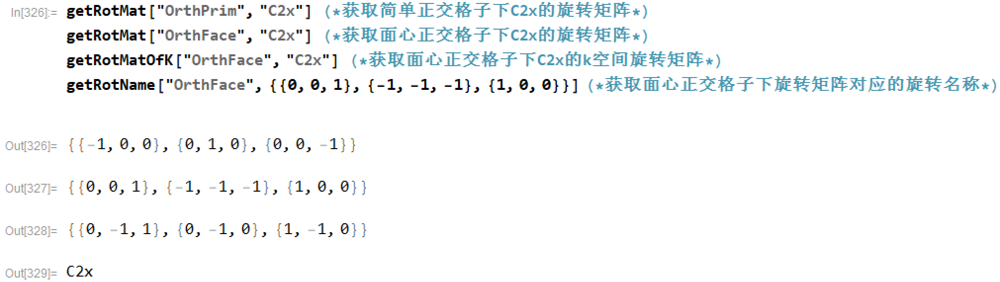 In[326]:= getRotMat["OrthPrim", "C2x"] (*获取简单正交格子下C2x的旋转矩阵*)
getRotMat["OrthFace", "C2x"] (*获取面心正交格子下C2x的旋转矩阵*)
getRotMatOfK["OrthFace", "C2x"] (*获取面心正交格子下C2x的k空间旋转矩阵*)
getRotName["OrthFace", {{0, 0, 1}, {-1, -1, -1}, {1, 0, 0}}] (*获取面心正交格子下旋转矩阵对应的旋转名称*)
Out[326]= {{-1, 0, 0}, {0, 1, 0}, {0, 0, -1}}
Out[327]= {{0, 0, 1}, {-1, -1, -1}, {1, 0, 0}}
Out[328]= {{0, -1, 1}, {0, -1, 0}, {1, -1, 0}}
Out[329]= C2x